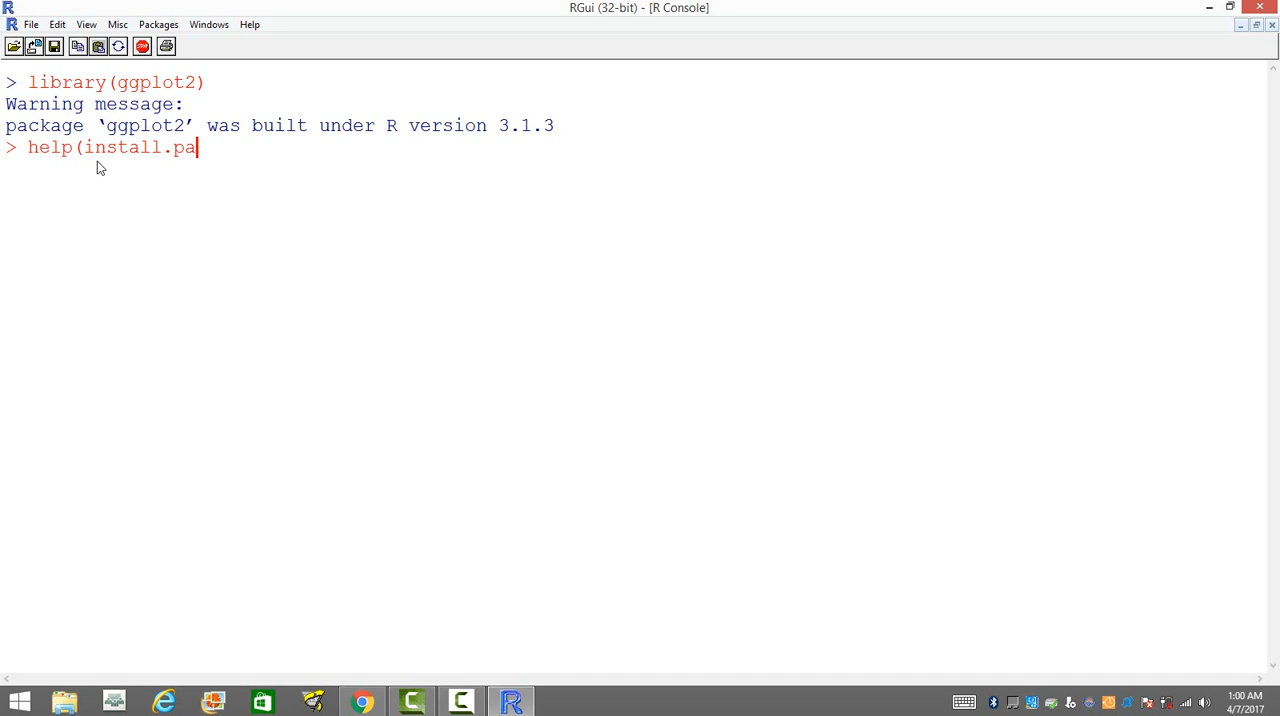 RGui (32-bit) - [R Console]
File Edit View Misc Packages Windows Help
STOP
> library(ggplot2)
Warning message:
package ‘ggplot2’ was built under R version 3.1.3
> help(install.pa
1:00 AM
4/7/2017